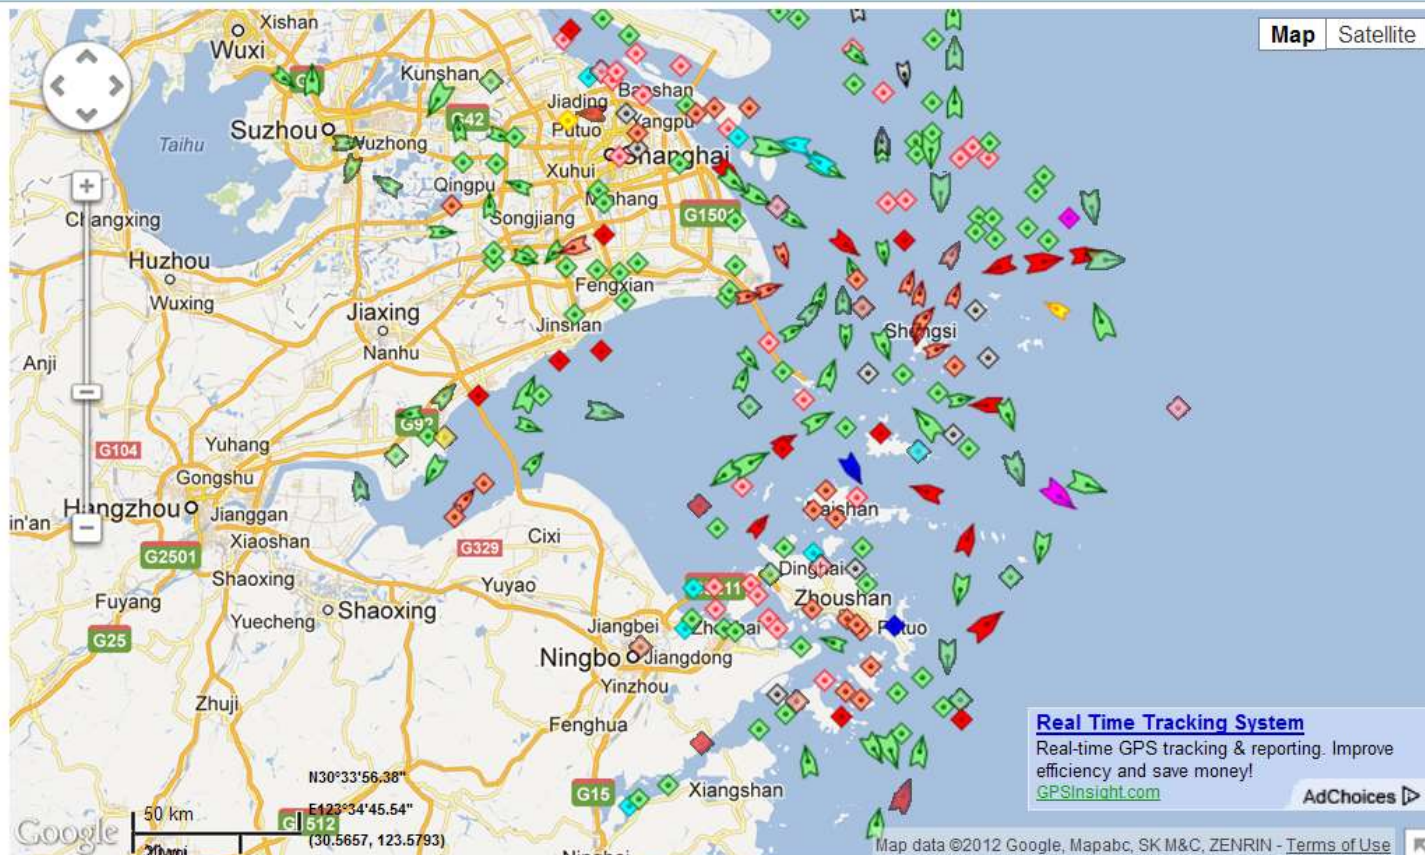 Xishan
Wuxi
Map Satellite
Kunshan
Baoshan
Jiading
G42
Putuo
Yangpu
Suzhou
Wuzhong
Taihu
Shanghai
Xuhui
Qingpu
Minhang
Changxing
Songjiang
G1501
Huzhou
Fengxian
Wuxing
Jiaxing
Jinshan
Shengsi
Nanhu
Anji
G92
G104
Yuhang
Gongshu
Hangzhou
Jianggan
Daishan
in'an
Xiaoshan
Cixi
G329
G2501
Dinghai
Shaoxing
Yuyao
Fuyang
Zhoushan
Shaoxing
Yuecheng
Jiangbei
Zhenhai
Putuo
G25
Ningbo
Jiangdong
Yinzhou
Zhuji
Fenghua
Real Time Tracking System
Real-time GPS tracking & reporting. Improve
efficiency and save money!
GPSInsight.com
AdChoices
N30°33'56.38"
G15
Xiangshan
E123°34'45.54"
50 km
(30.5657, 123.5793)
Google
Map data ©2012 Google, Mapabc, SK M&C, ZENRIN - Terms of Use